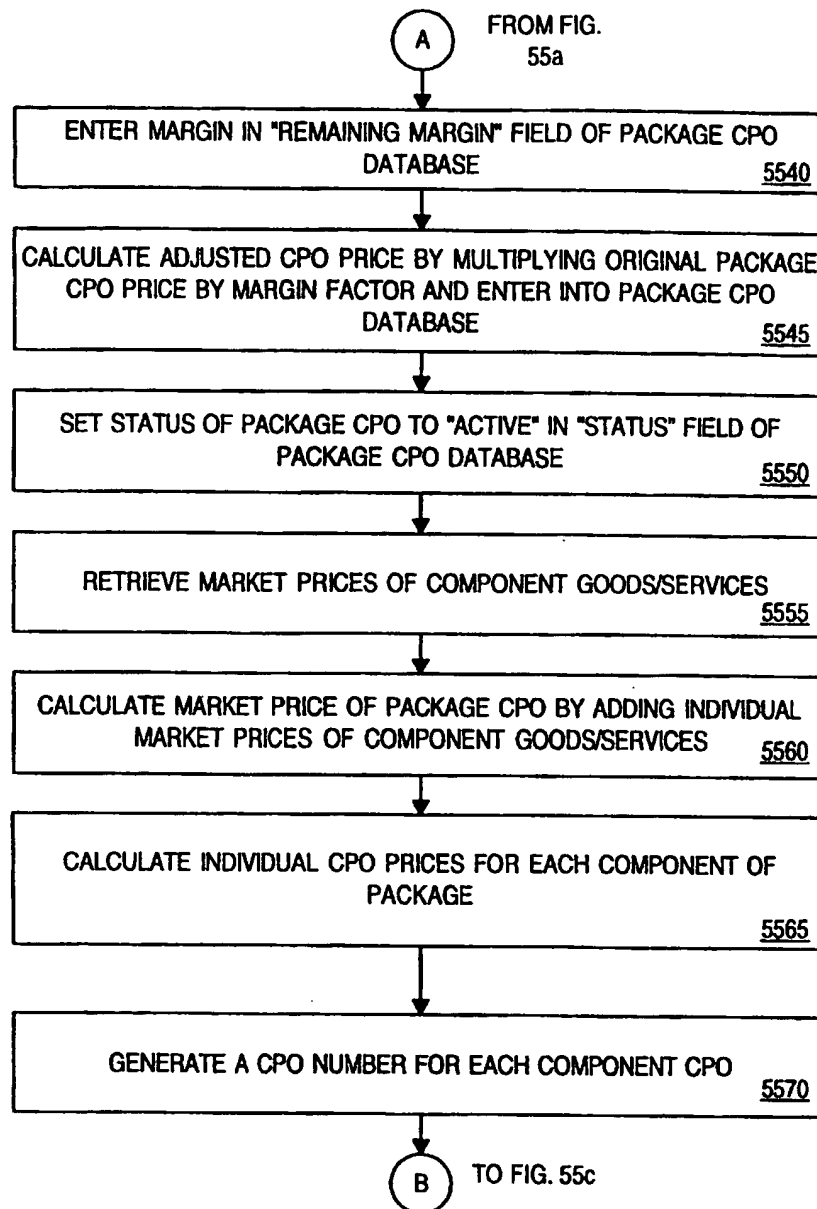 A
FROM FIG.
55a
ENTER MARGIN IN "REMAINING MARGIN" FIELD OF PACKAGE CPO
DATABASE
5540
CALCULATE ADJUSTED CPO PRICE BY MULTIPLYING ORIGINAL PACKAGE
CPO PRICE BY MARGIN FACTOR AND ENTER INTO PACKAGE CPO
DATABASE
5545
SET STATUS OF PACKAGE CPO TO "ACTIVE" IN "STATUS" FIELD OF
PACKAGE CPO DATABASE
5550
RETRIEVE MARKET PRICES OF COMPONENT GOODS/SERVICES
5555
CALCULATE MARKET PRICE OF PACKAGE CPO BY ADDING INDIVIDUAL
MARKET PRICES OF COMPONENT GOODS/SERVICES
5560
CALCULATE INDIVIDUAL CPO PRICES FOR EACH COMPONENT OF
PACKAGE
5565
GENERATE A CPO NUMBER FOR EACH COMPONENT CPO
5570
B
TO FIG. 55c